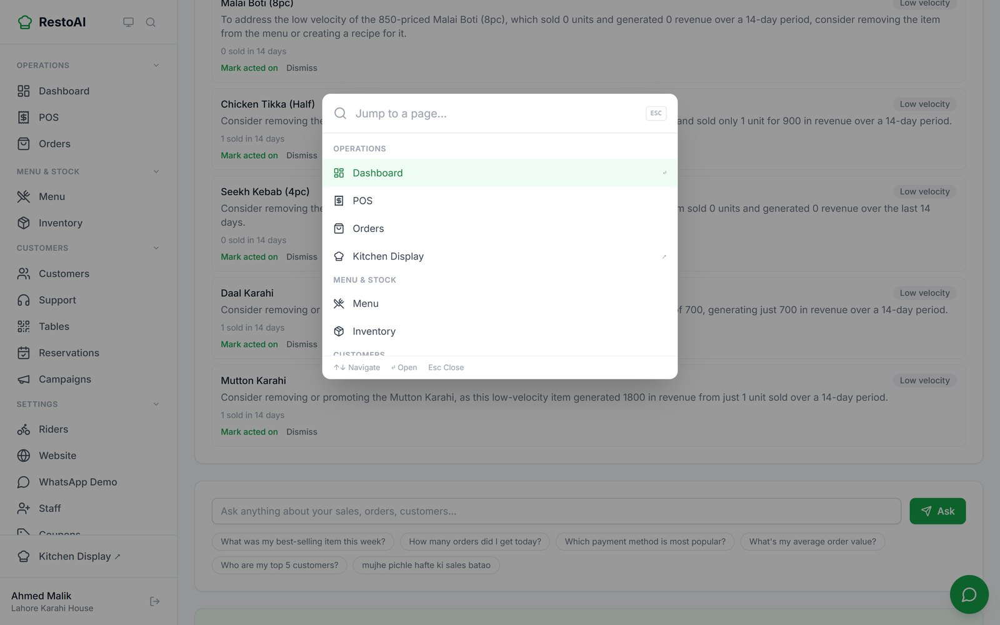 RestoAI
OPERATIONS
Dashboard
POS
Orders
MENU & STOCK
Menu
Inventory
CUSTOMERS
Customers
Support
Tables
Reservations
Campaigns
SETTINGS
Riders
Website
WhatsApp Demo
Staff
Coupons
Kitchen Display ↗
Ahmed Malik
Lahore Karahi House
Malai Boti (8pc)
Low velocity
To address the low velocity of the 850-priced Malai Boti (8pc), which sold 0 units and generated 0 revenue over a 14-day period, consider removing the item
from the menu or creating a recipe for it.
0 sold in 14 days
Mark acted on Dismiss
Chicken Tikka (Half)
Low velocity
Consider removing the and sold only 1 unit for 900 in revenue over a 14-day period.
1 sold in 14 days
Mark acted on Dismiss
Seekh Kebab (4pc)
Low velocity
Consider removing the sold 0 units and generated 0 revenue over the last 14
days.
0 sold in 14 days
Mark acted on Dismiss
Daal Karahi
Low velocity
Consider removing or of 700, generating just 700 in revenue over a 14-day period.
1 sold in 14 days
Mark acted on Dismiss
Mutton Karahi
Low velocity
Consider removing or promoting the Mutton Karahi, as this low-velocity item generated 1800 in revenue from just 1 unit sold over a 14-day period.
1 sold in 14 days
Mark acted on Dismiss
Jump to a page...
ESC
OPERATIONS
Dashboard ↵
POS
Orders
Kitchen Display ↗
MENU & STOCK
Menu
Inventory
CUSTOMERS
↑↓ Navigate ↵ Open Esc Close
Ask anything about your sales, orders, customers...
Ask
What was my best-selling item this week?
How many orders did I get today?
Which payment method is most popular?
What's my average order value?
Who are my top 5 customers?
mujhe pichle hafte ki sales batao